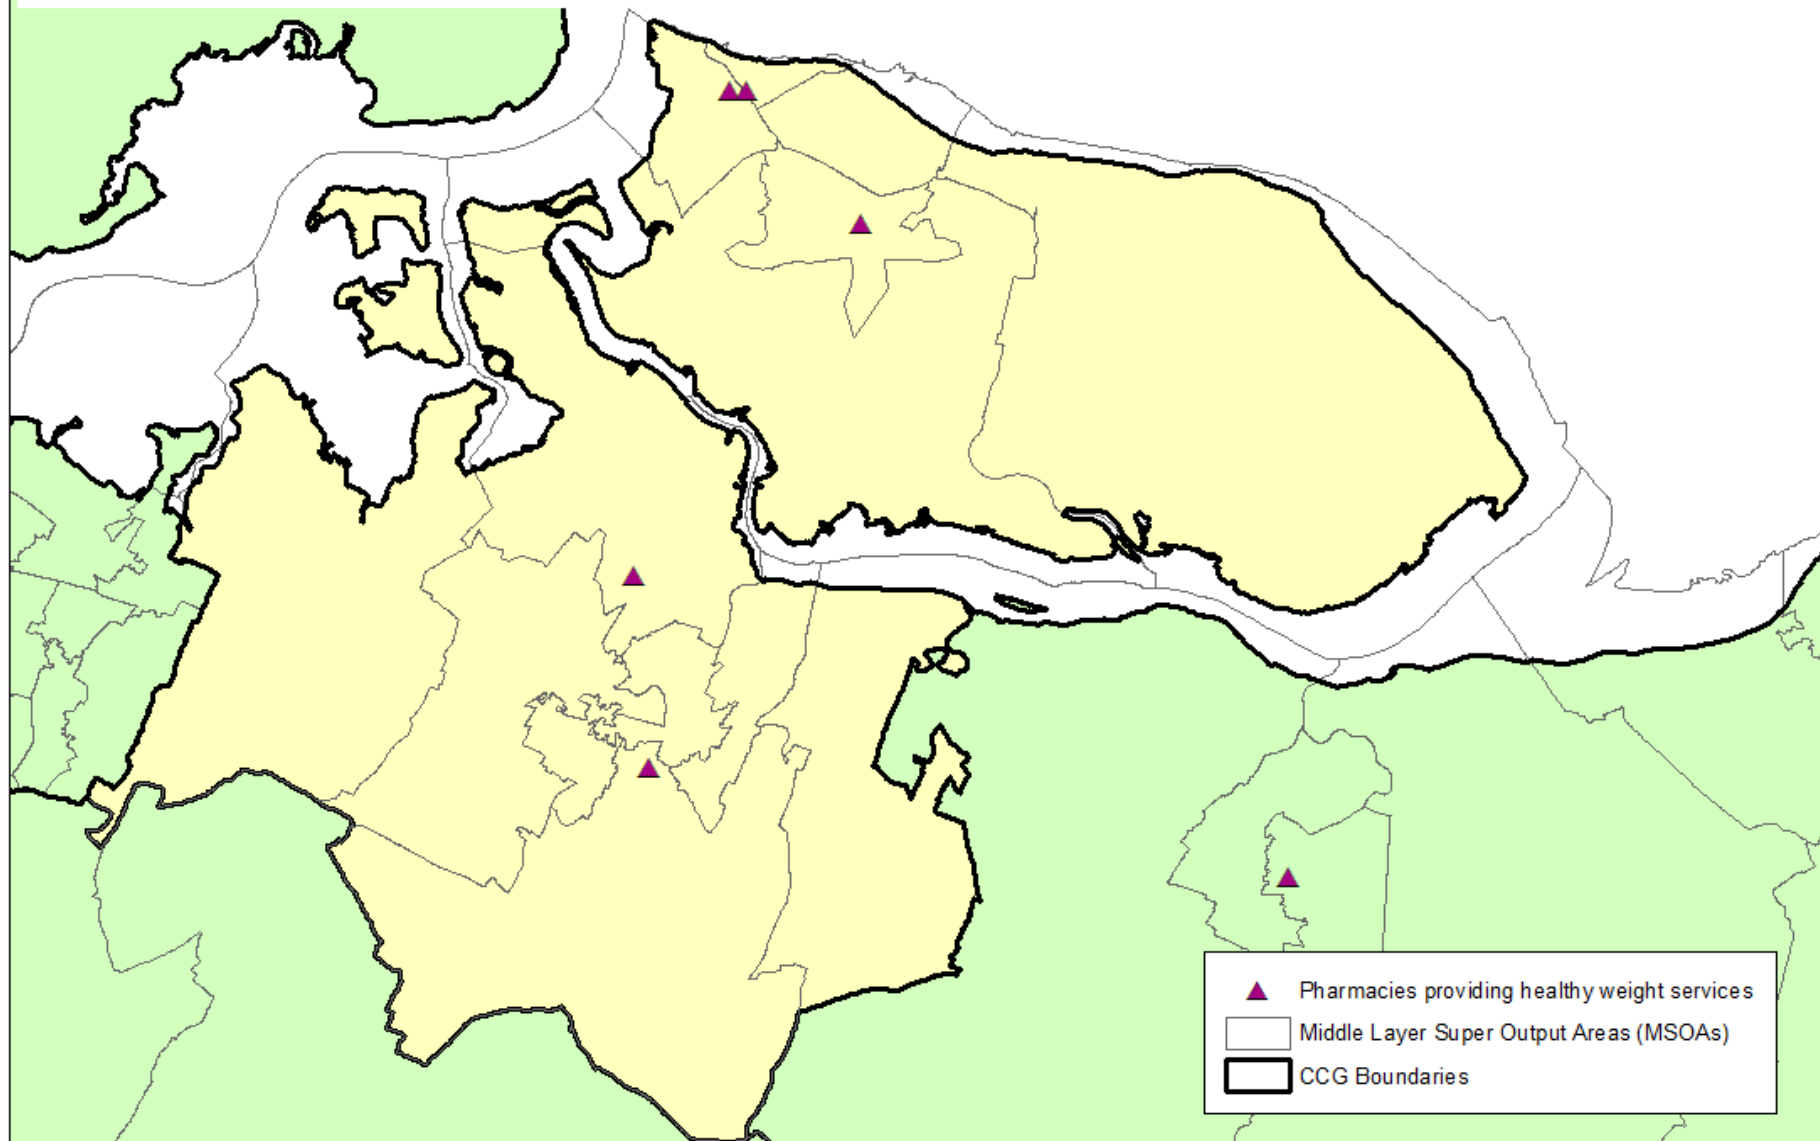 Pharmacies providing healthy weight services
Middle Layer Super Output Areas (MSOAs)
CCG Boundaries